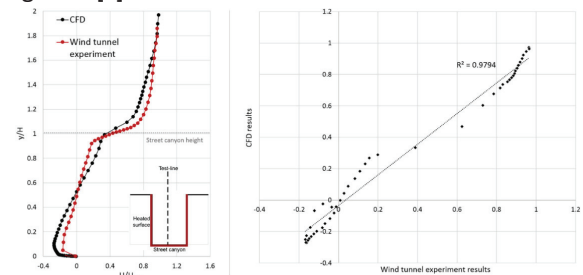 CFD
Wind tunnel
experiment
y/H
2
1.8
1.6
1.4
1.2
1
0.8
0.6
0.4
0.2
0
-0.4
0
0.4
0.8
1.2
1.6
Street canyon height
Test-line
Heated
surface
Street canyon
CFD results
1.2
1
0.8
0.6
0.4
0.2
0
-0.2
-0.4
-0.4
-0.2
0.2
0.4
0.6
0.8
1
1.2
R² = 0.9794
Wind tunnel experiment results